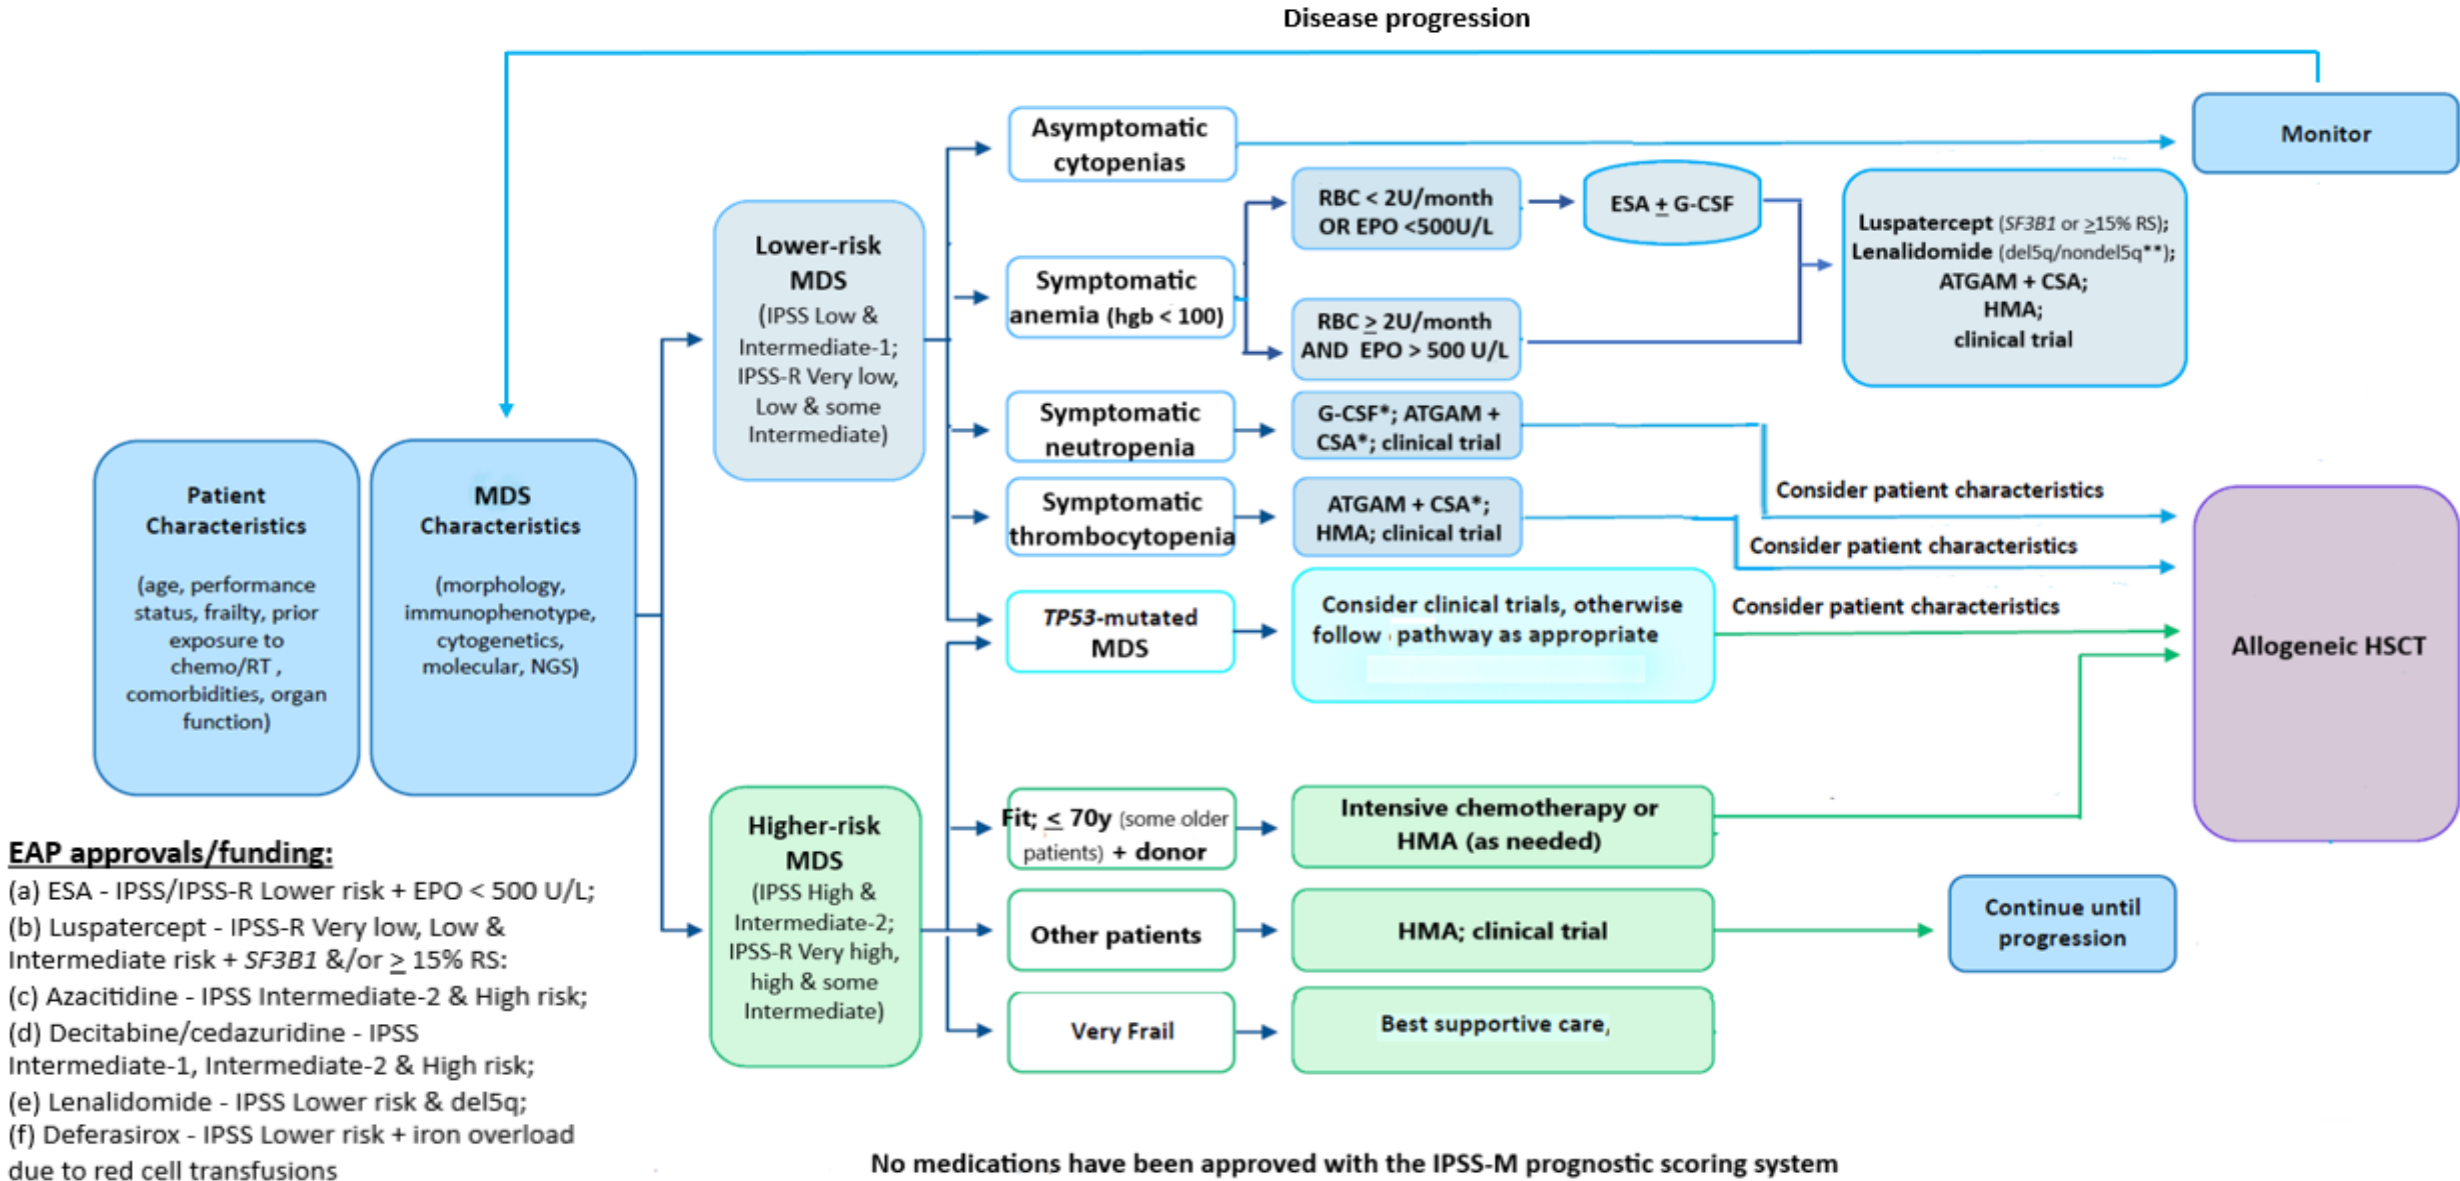 Disease progression
Monitor
Asymptomatic
cytopenias
RBC < 2U/month
OR EPO <500U/L
ESA ± G-CSF
Luspatercept (SF3B1 or ≥15% RS);
Lenalidomide (del5q/nondel5q**);
ATGAM + CSA;
HMA;
clinical trial
Lower-risk
MDS
(IPSS Low &
Intermediate-1;
IPSS-R Very low,
Low & some
Intermediate)
Symptomatic
anemia (hgb < 100)
RBC ≥ 2U/month
AND EPO > 500 U/L
Symptomatic
neutropenia
G-CSF*; ATGAM +
CSA*; clinical trial
Consider patient characteristics
Symptomatic
thrombocytopenia
ATGAM + CSA*;
HMA; clinical trial
Consider patient characteristics
Patient
Characteristics
(age, performance
status, frailty, prior
exposure to
chemo/RT ,
comorbidities, organ
function)
MDS
Characteristics
(morphology,
immunophenotype,
cytogenetics,
molecular, NGS)
TP53-mutated
MDS
Consider clinical trials, otherwise
follow pathway as appropriate
Consider patient characteristics
Allogeneic HSCT
Higher-risk
MDS
(IPSS High &
Intermediate-2;
IPSS-R Very high,
high & some
Intermediate)
Fit; ≤ 70y (some older
patients) + donor
Intensive chemotherapy or
HMA (as needed)
Other patients
HMA; clinical trial
Continue until
progression
Very Frail
Best supportive care,
EAP approvals/funding:
(a) ESA - IPSS/IPSS-R Lower risk + EPO < 500 U/L;
(b) Luspatercept - IPSS-R Very low, Low &
Intermediate risk + SF3B1 &/or ≥ 15% RS:
(c) Azacitidine - IPSS Intermediate-2 & High risk;
(d) Decitabine/cedazuridine - IPSS
Intermediate-1, Intermediate-2 & High risk;
(e) Lenalidomide - IPSS Lower risk & del5q;
(f) Deferasirox - IPSS Lower risk + iron overload
due to red cell transfusions
No medications have been approved with the IPSS-M prognostic scoring system